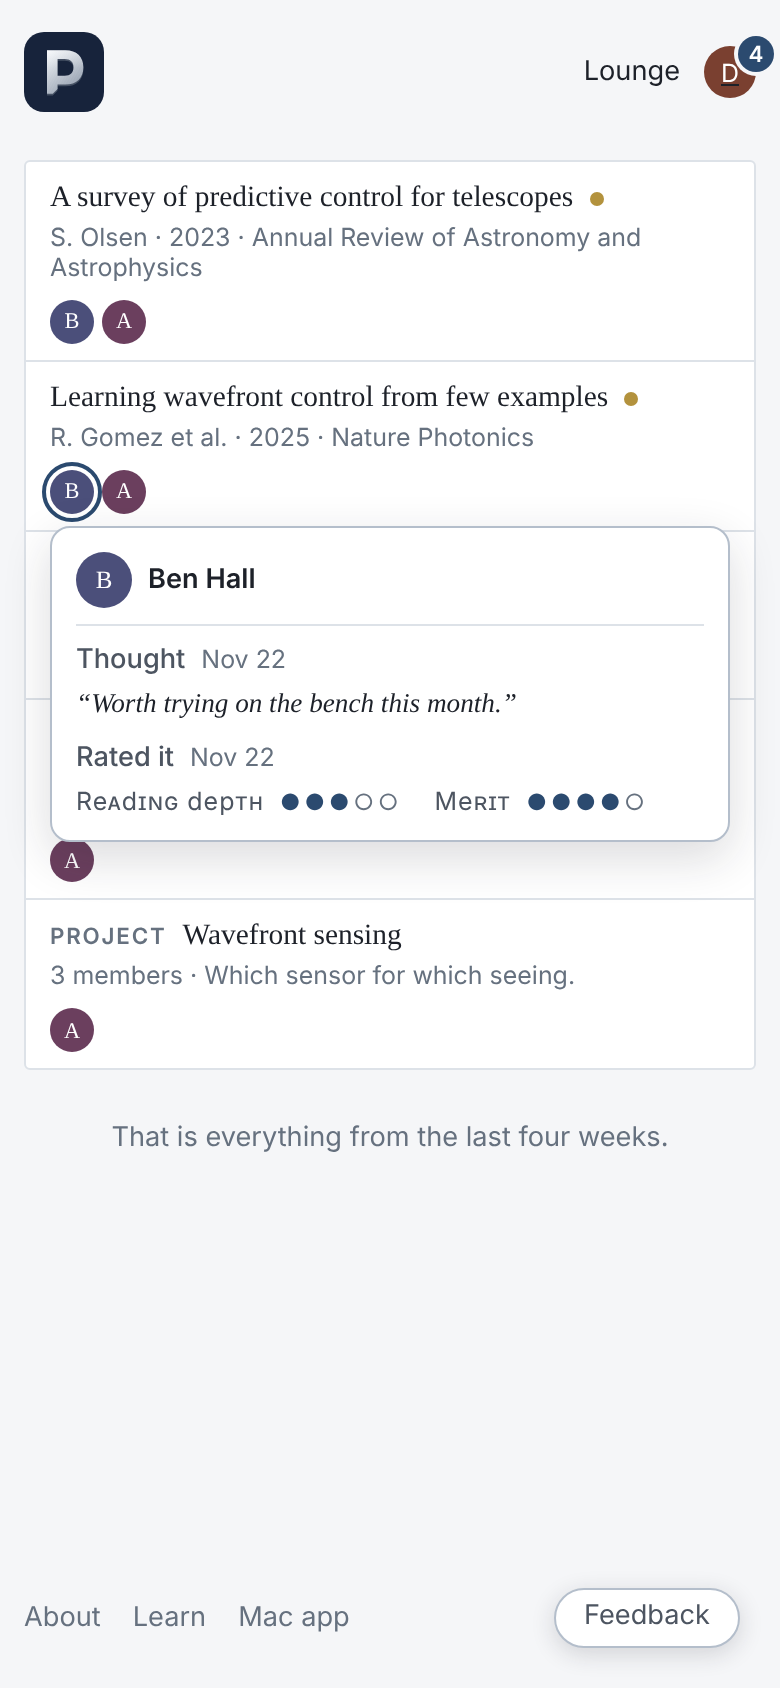 P
Lounge
D
4
A survey of predictive control for telescopes
S. Olsen · 2023 · Annual Review of Astronomy and
Astrophysics
B A
Learning wavefront control from few examples
R. Gomez et al. · 2025 · Nature Photonics
B A
B Ben Hall
Thought Nov 22
“Worth trying on the bench this month.”
Rated it Nov 22
Reading depth Merit
A
PROJECT Wavefront sensing
3 members · Which sensor for which seeing.
A
That is everything from the last four weeks.
About Learn Mac app Feedback